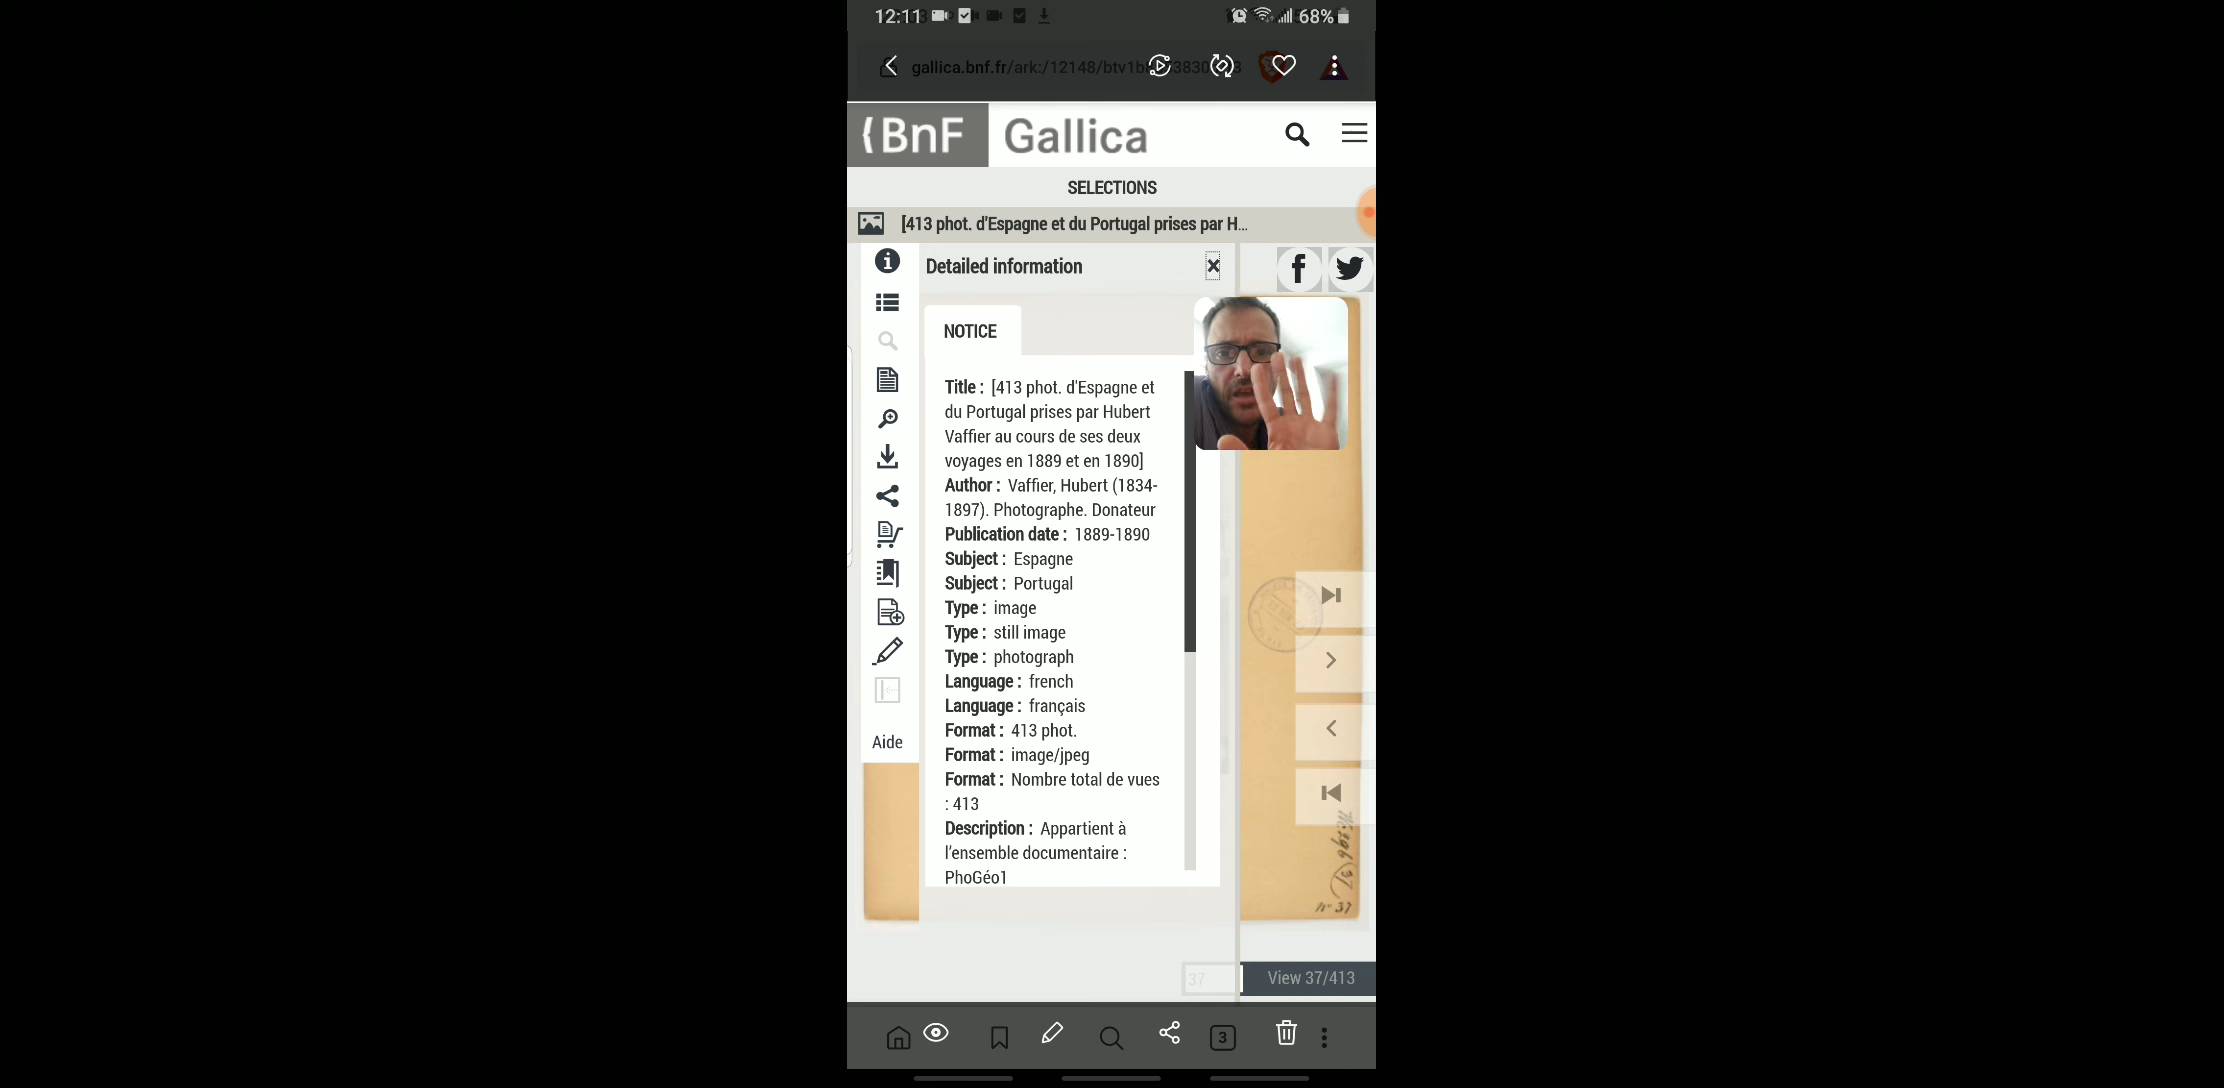 12:11
68%
gallica.bnf.fr/ark:/12148/btv1b
(BnF Gallica
SELECTIONS
[413 phot. d'Espagne et du Portugal prises par H...
Detailed information
NOTICE
Title : [413 phot. d'Espagne et
du Portugal prises par Hubert
Vaffier au cours de ses deux
voyages en 1889 et en 1890]
Author : Vaffier, Hubert (1834-
1897). Photographe. Donateur
Publication date : 1889-1890
Subject : Espagne
Subject : Portugal
Type : image
Type : still image
Type : photograph
Language : french
Language : français
Format : 413 phot.
Format : image/jpeg
Format : Nombre total de vues
: 413
Description : Appartient à
l'ensemble documentaire :
PhoGéo1
Aide
n° 37
37
View 37/413
3